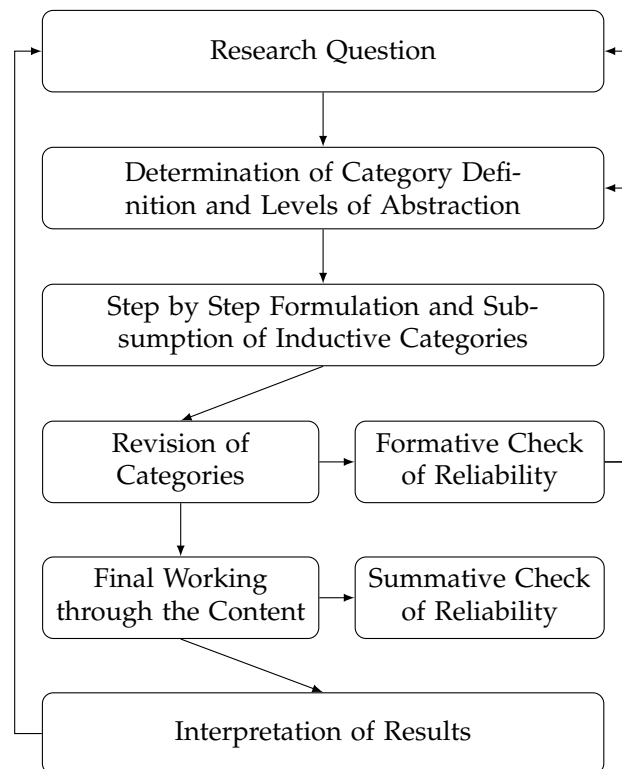 Research Question
Determination of Category Defi-
nition and Levels of Abstraction
Step by Step Formulation and Sub-
sumption of Inductive Categories
Revision of
Categories
Formative Check
of Reliability
Final Working
through the Content
Summative Check
of Reliability
Interpretation of Results